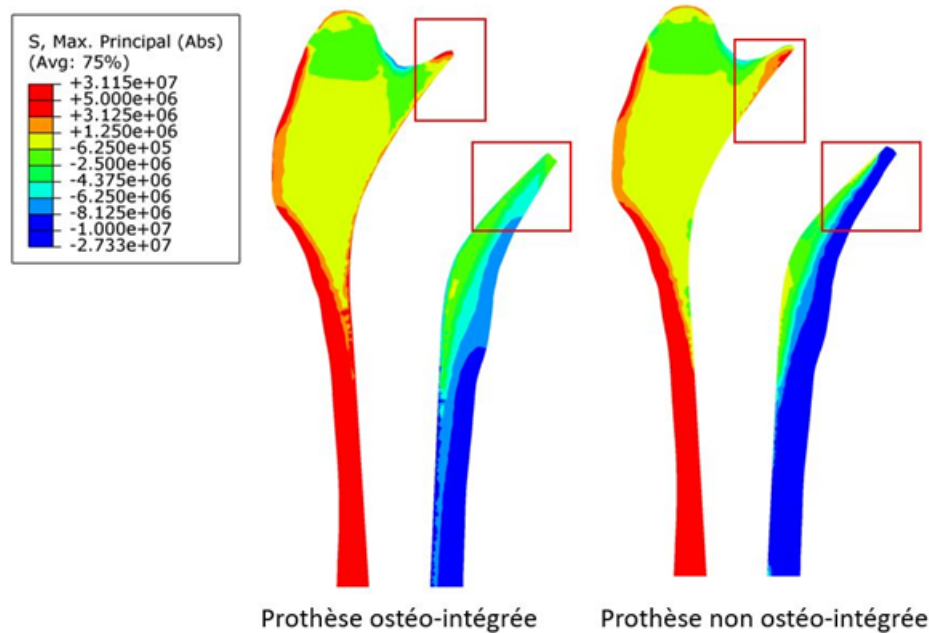 S, Max. Principal (Abs)
(Avg: 75%)
+3.115e+07
+5.000e+06
+3.125e+06
+1.250e+06
-6.250e+05
-2.500e+06
-4.375e+06
-6.250e+06
-8.125e+06
-1.000e+07
-2.733e+07
Prothèse ostéo-intégrée
Prothèse non ostéo-intégrée